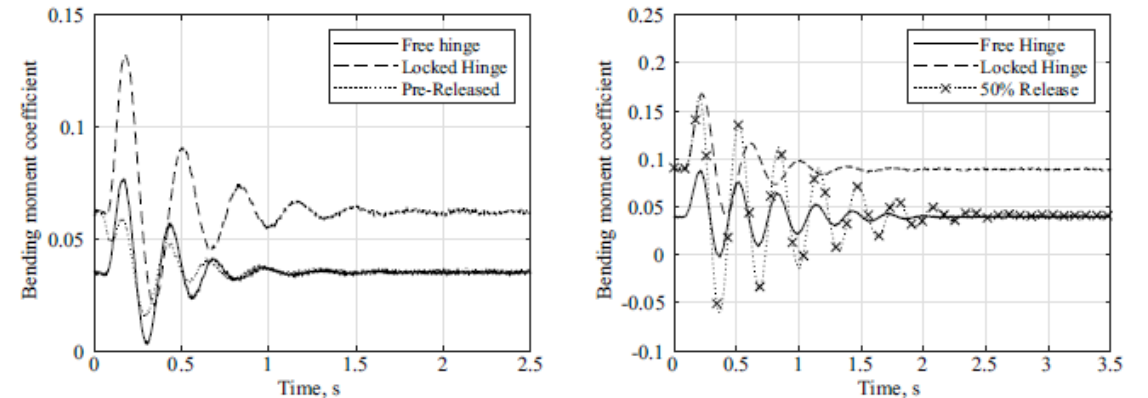 0.15
0.1
0.05
0
Bending moment coefficient
Free hinge
Locked Hinge
Pre-Released
0 0.5 1 1.5 2 2.5
Time, s
0.25
0.2
0.15
0.1
0.05
0
-0.05
-0.1
Bending moment coefficient
Free Hinge
Locked Hinge
50% Release
0 0.5 1 1.5 2 2.5 3 3.5
Time, s